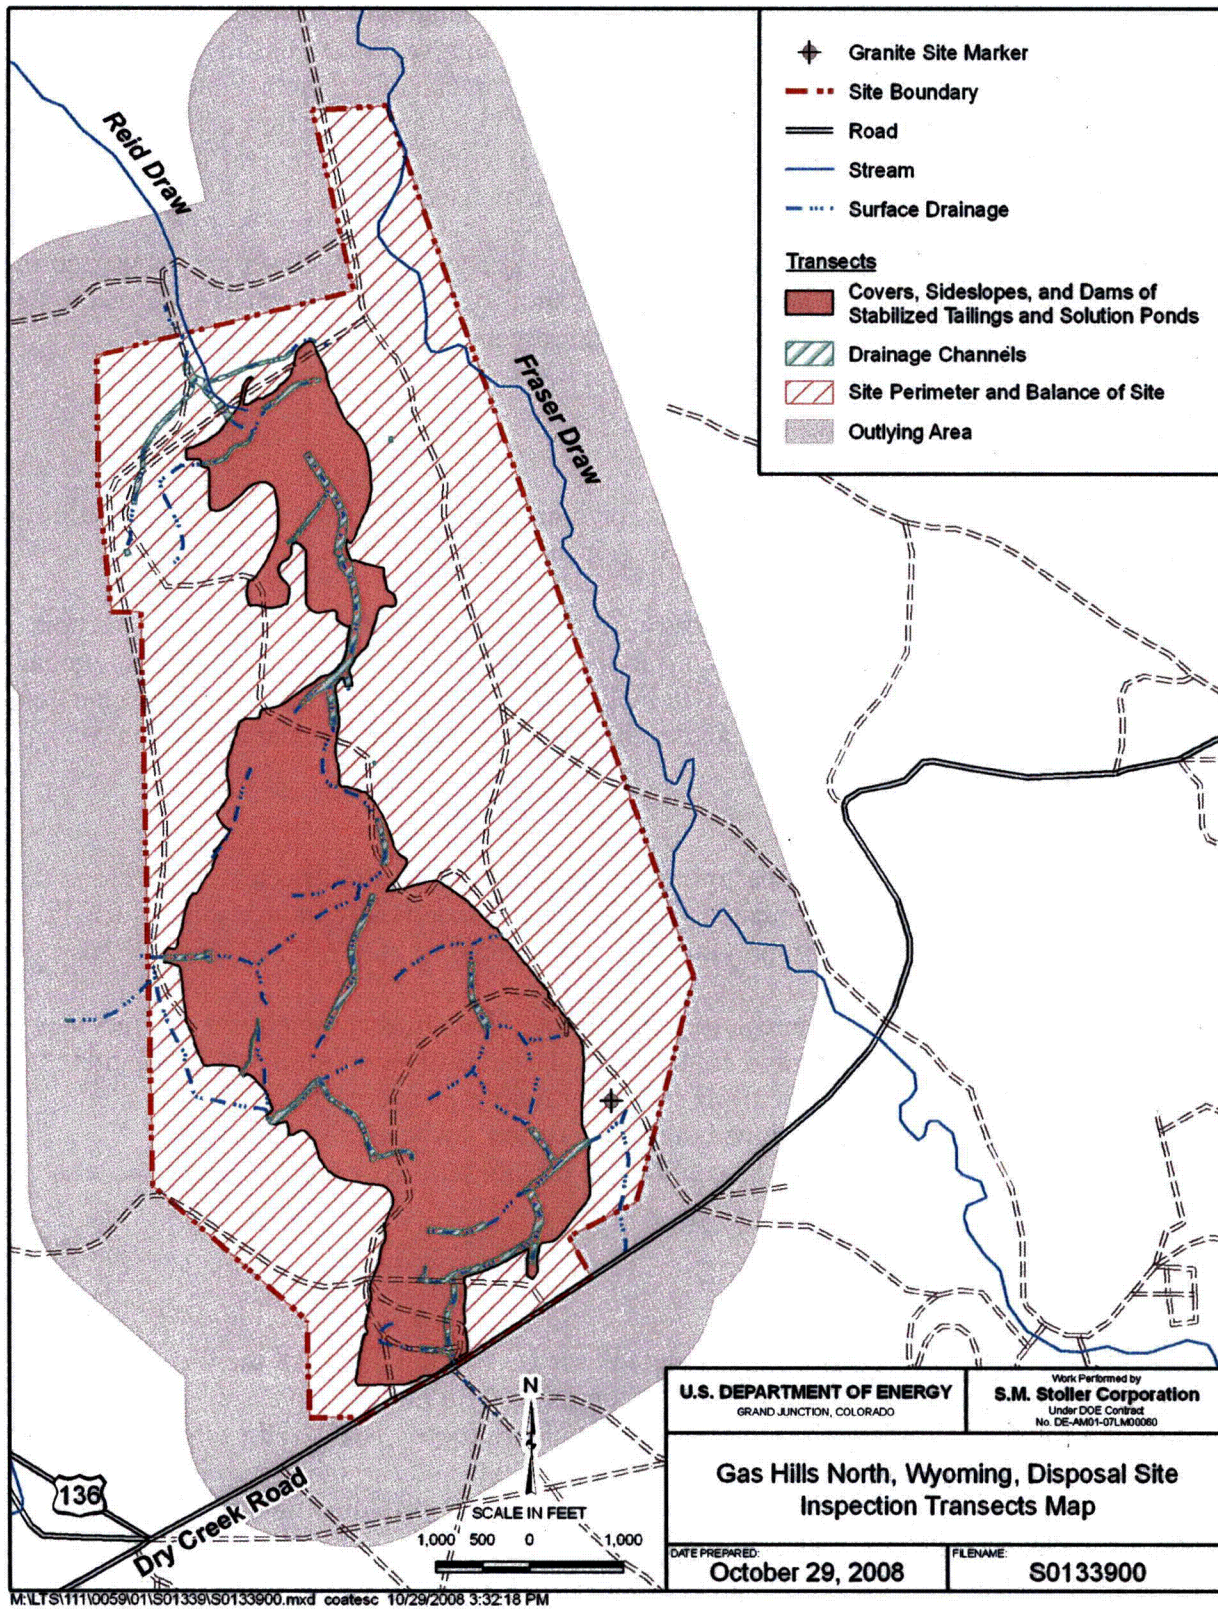 Granite Site Marker
Site Boundary
Road
Stream
Surface Drainage
Transects
Covers, Sideslopes, and Dams of
Stabilized Tailings and Solution Ponds
Drainage Channels
Site Perimeter and Balance of Site
Outlying Area
Reid Draw
Fraser Draw
136
Dry Creek Road
N
SCALE IN FEET
1,000 500 0 1,000
U.S. DEPARTMENT OF ENERGY
GRAND JUNCTION, COLORADO
Work Performed by
S.M. Stoller Corporation
Under DOE Contract
No. DE-AM01-07LM00060
Gas Hills North, Wyoming, Disposal Site
Inspection Transects Map
DATE PREPARED:
October 29, 2008
FILENAME:
S0133900
M:\LTS\111\0059\01\S01339\S0133900.mxd coatesc 10/29/2008 3:32:18 PM